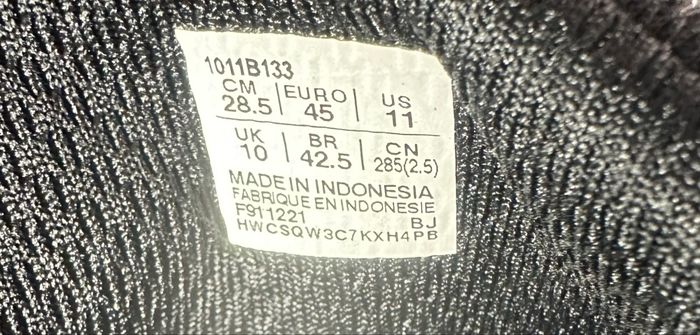 1011B133
CM | EURO | US
28.5 | 45 | 11
UK | BR | CN
10 | 42.5 | 285(2.5)
MADE IN INDONESIA
FABRIQUE EN INDONESIE
F911221 BJ
HWCSQW3C7KXH4PB